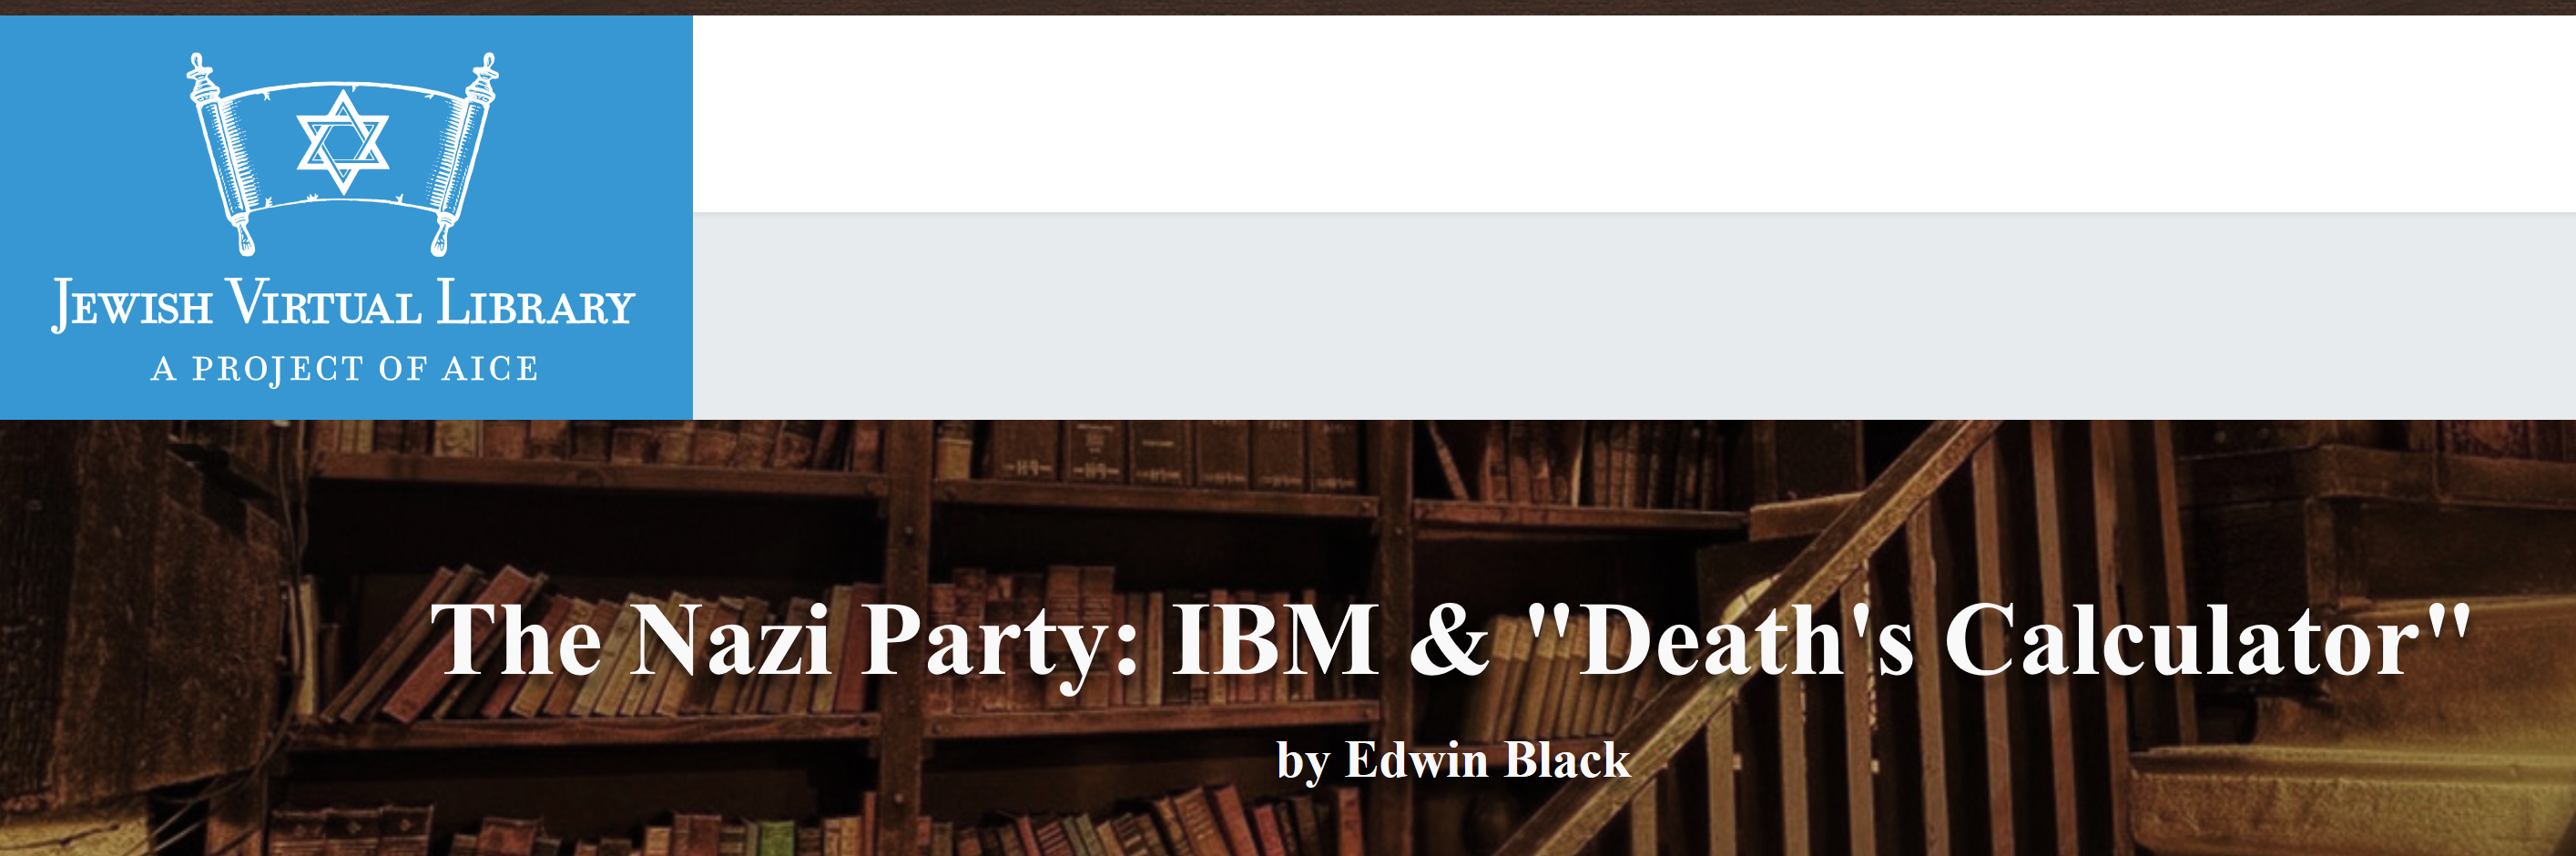 Jewish Virtual Library
A PROJECT OF AICE
The Nazi Party: IBM & "Death's Calculator"
by Edwin Black